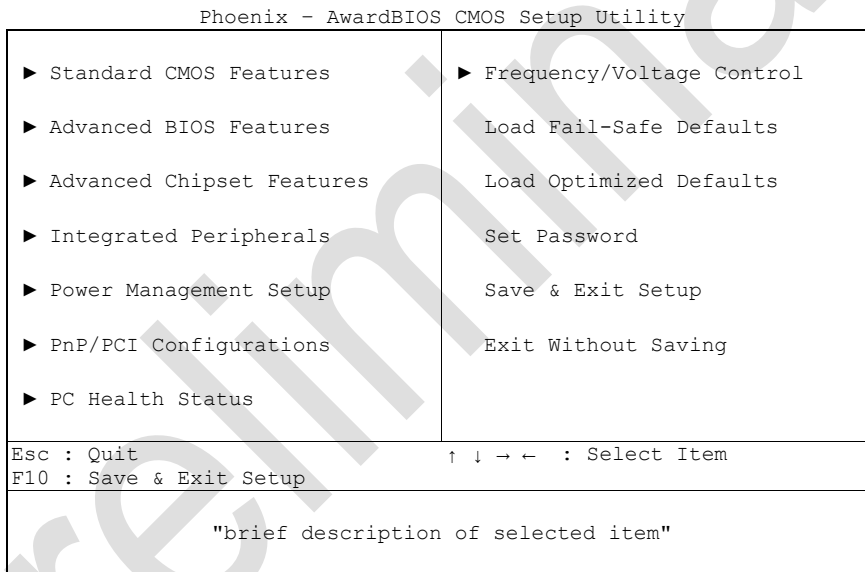 Phoenix – AwardBIOS CMOS Setup Utility
► Standard CMOS Features
► Advanced BIOS Features
► Advanced Chipset Features
► Integrated Peripherals
► Power Management Setup
► PnP/PCI Configurations
► PC Health Status
► Frequency/Voltage Control
Load Fail-Safe Defaults
Load Optimized Defaults
Set Password
Save & Exit Setup
Exit Without Saving
Esc : Quit ↑ ↓ → ← : Select Item
F10 : Save & Exit Setup
"brief description of selected item"
relimina